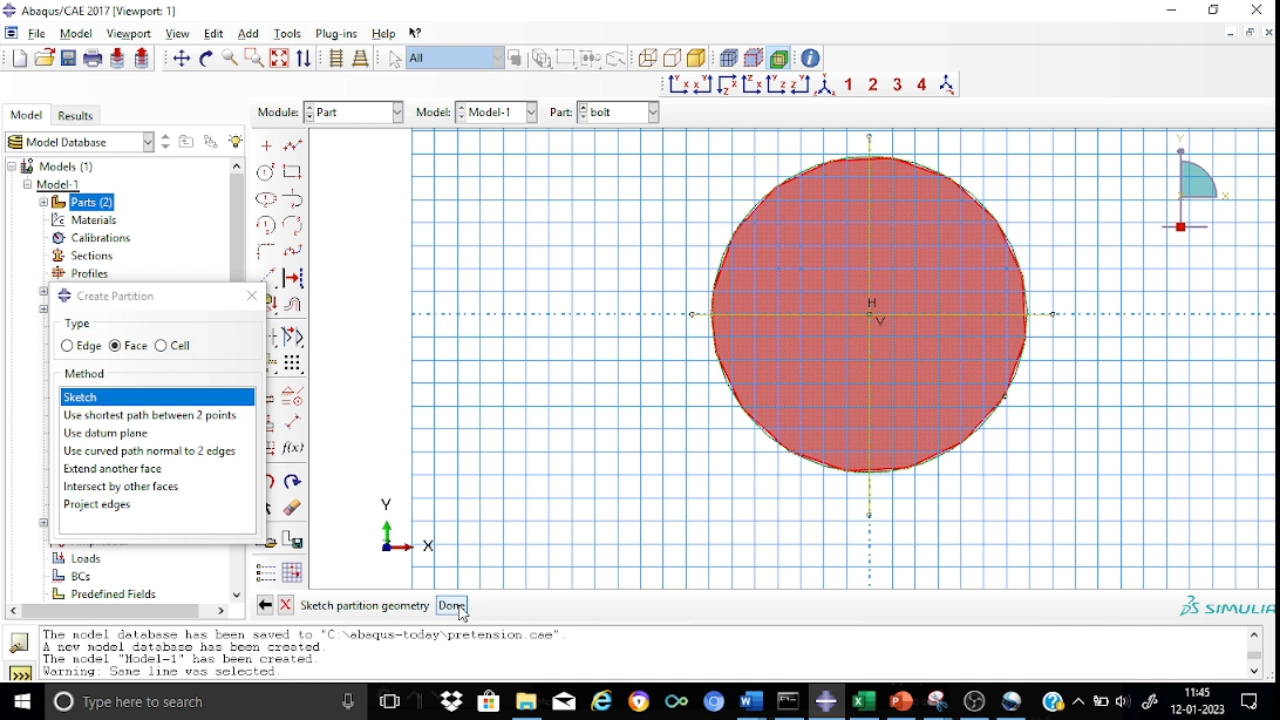 Abaqus/CAE 2017 [Viewport: 1]
File Model Viewport View Edit Add Tools Plug-ins Help
All
1 2 3 4
Model Results
Module: Part Model: Model-1 Part: bolt
Model Database
Models (1)
Model-1
Parts (2)
Materials
Calibrations
Sections
Profiles
Create Partition
Type
Edge Face Cell
Method
Sketch
Use shortest path between 2 points
Use datum plane
Use curved path normal to 2 edges
Extend another face
Intersect by other faces
Project edges
Loads
BCs
Predefined Fields
f(x)
H
V
Y
X
Y
X
Sketch partition geometry Done
SIMULIA
The model database has been saved to "C:\abaqus-today\pretension.cae".
A new model database has been created.
The model "Model-1" has been created.
Warning: Same line was selected.
>>>
Type here to search
11:45
12-01-2023